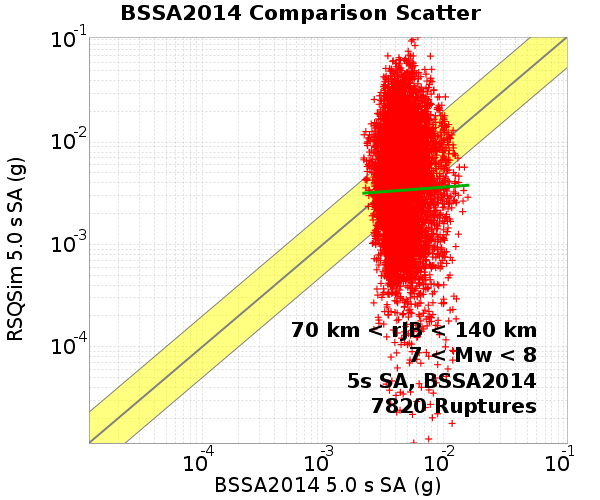 BSSA2014 Comparison Scatter
RSQSim 5.0 s SA (g)
10-1
10-2
10-3
10-4
70 km < rJB < 140 km
7 < Mw < 8
5s SA, BSSA2014
7820 Ruptures
10-4 10-3 10-2 10-1
BSSA2014 5.0 s SA (g)